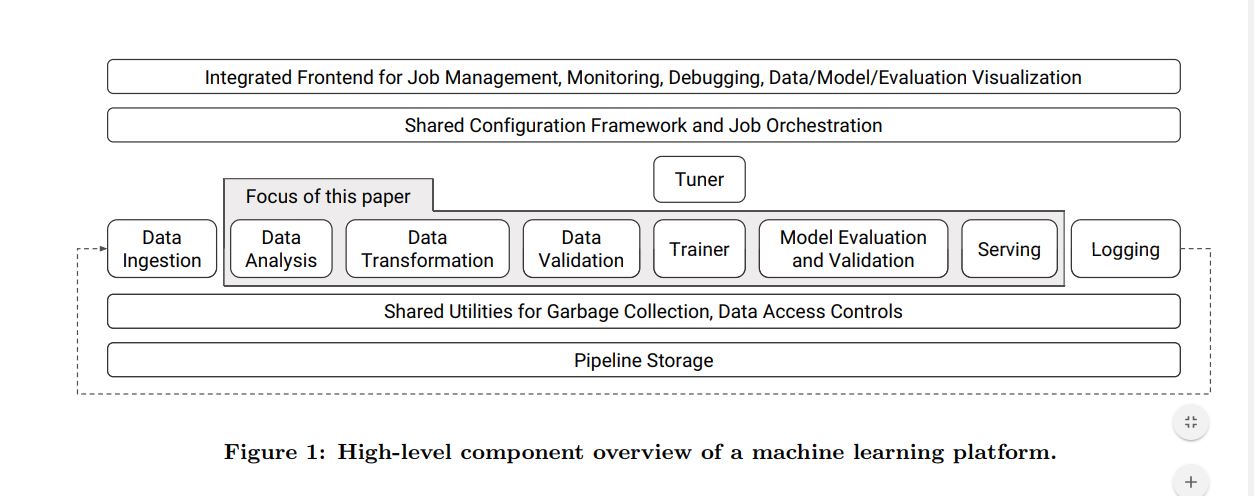 Integrated Frontend for Job Management, Monitoring, Debugging, Data/Model/Evaluation Visualization
Shared Configuration Framework and Job Orchestration
Tuner
Focus of this paper
Data
Ingestion
Data
Analysis
Data
Transformation
Data
Validation
Trainer
Model Evaluation
and Validation
Serving
Logging
Shared Utilities for Garbage Collection, Data Access Controls
Pipeline Storage
Figure 1: High-level component overview of a machine learning platform.